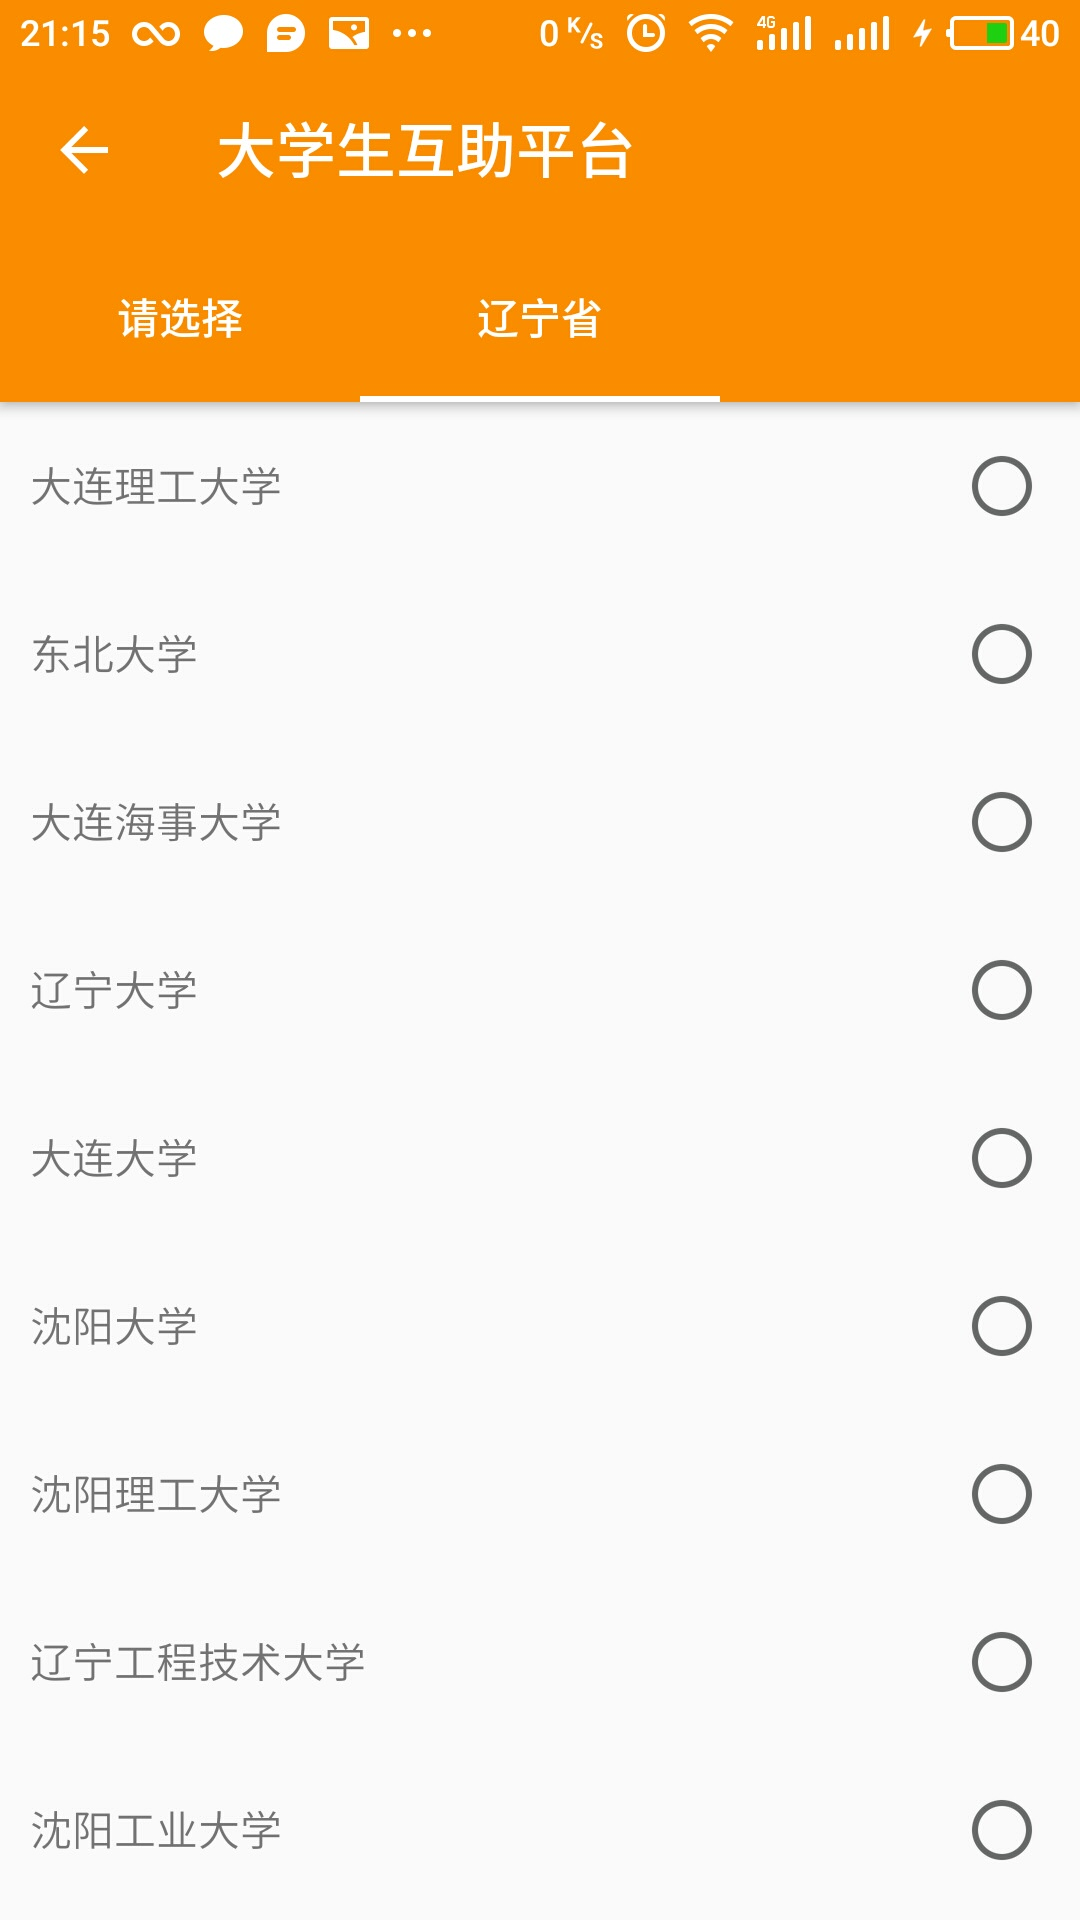 21:15 0 K/s 4G 40
大学生互助平台
请选择 辽宁省
大连理工大学
东北大学
大连海事大学
辽宁大学
大连大学
沈阳大学
沈阳理工大学
辽宁工程技术大学
沈阳工业大学